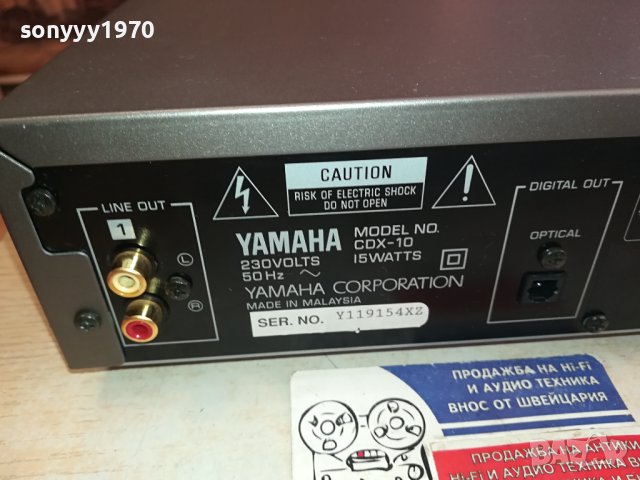 sonyyy1970
CAUTION
RISK OF ELECTRIC SHOCK
DO NOT OPEN
LINE OUT
1
L
R
YAMAHA
230VOLTS
50Hz ~
MODEL NO.
CDX-10
15WATTS
YAMAHA CORPORATION
MADE IN MALAYSIA
SER. NO. Y119154XZ
DIGITAL OUT
OPTICAL
ПРОДАЖБА НА Hi-Fi
И АУДИО ТЕХНИКА
ВНОС ОТ ШВЕЙЦАРИЯ
ПРОДАЖБА НА АНТИКИ
Hi-Fi И АУДИО ТЕХНИКА